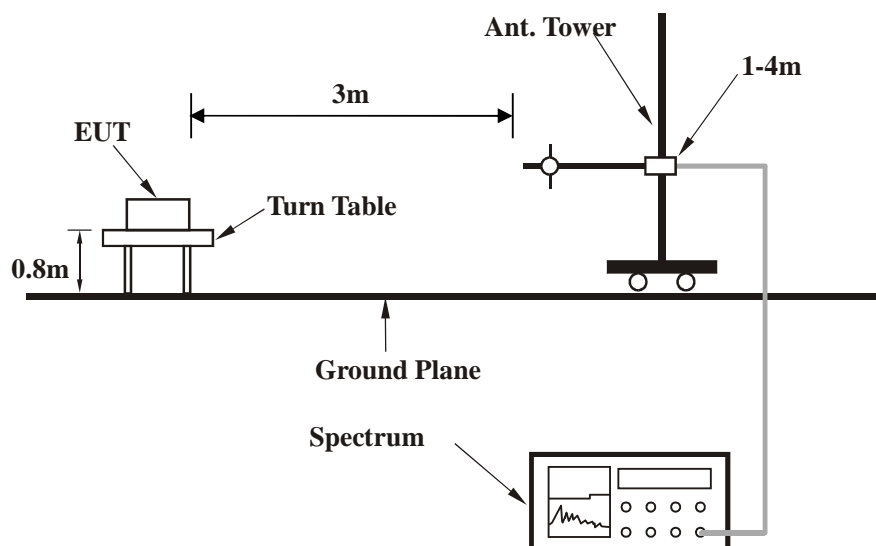 Ant. Tower
1-4m
3m
EUT
Turn Table
0.8m
Ground Plane
Spectrum